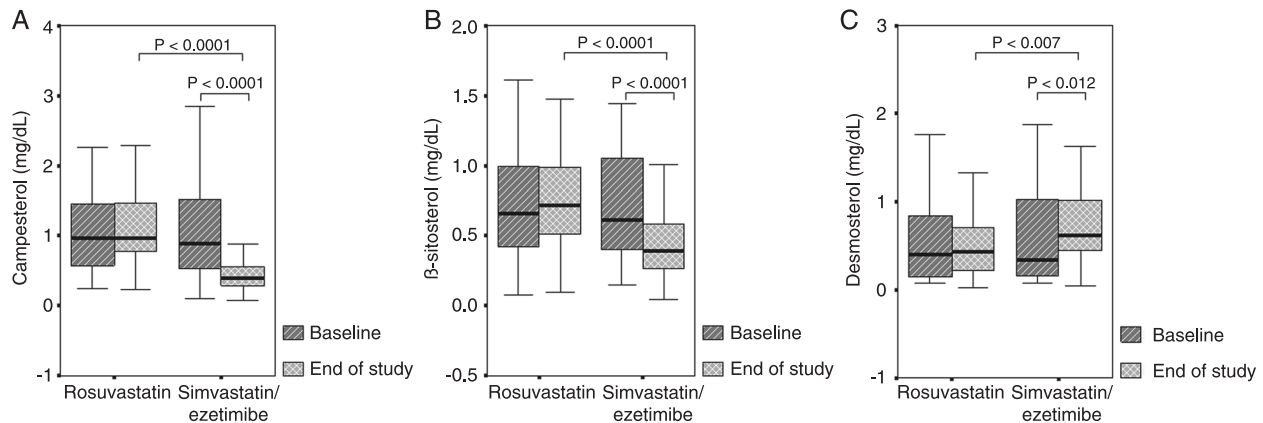 A
4
3
2
1
0
-1
Campesterol (mg/dL)
P < 0.0001
P < 0.0001
Rosuvastatin
Simvastatin/
ezetimibe
Baseline
End of study
B
2.0
1.5
1.0
0.5
0.0
-0.5
ß-sitosterol (mg/dL)
P < 0.0001
P < 0.0001
Rosuvastatin
Simvastatin/
ezetimibe
Baseline
End of study
C
3
2
1
0
-1
Desmosterol (mg/dL)
P < 0.007
P < 0.012
Rosuvastatin
Simvastatin/
ezetimibe
Baseline
End of study